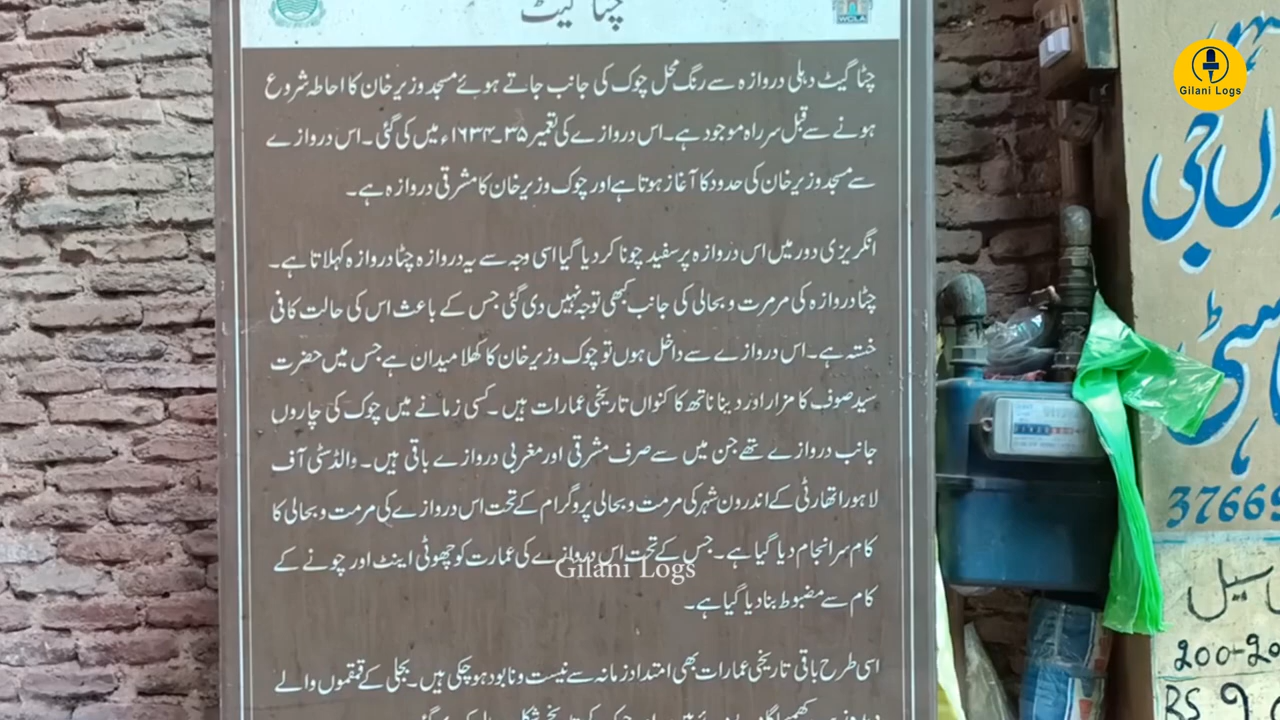 چٹا گیٹ
WCLA
چٹا گیٹ دہلی دروازہ سے رنگ محل چوک کی جانب جاتے ہوئے مسجد وزیر خان کا احاطہ شروع
ہونے سے قبل سر راہ موجود ہے۔ اس دروازے کی تعمیر ۳۵۔۱۶۳۴ء میں کی گئی۔ اس دروازے
سے مسجد وزیر خان کی حدود کا آغاز ہوتا ہے اور چوک وزیر خان کا مشرقی دروازہ ہے۔
انگریزی دور میں اس دروازہ پر سفید چونا کر دیا گیا اسی وجہ سے یہ دروازہ چٹا دروازہ کہلاتا ہے۔
چٹا دروازہ کی مرمت و بحالی کی جانب کبھی توجہ نہیں دی گئی جس کے باعث اس کی حالت کافی
خستہ ہے۔ اس دروازے سے داخل ہوں تو چوک وزیر خان کا کھلا میدان ہے جس میں حضرت
سید صوف کا مزار اور دینا ناتھ کا کنواں تاریخی عمارات ہیں۔ کسی زمانے میں چوک کی چاروں
جانب دروازے تھے جن میں سے صرف مشرقی اور مغربی دروازے باقی ہیں۔ والڈ سٹی آف
لاہور اتھارٹی کے اندرون شہر کی مرمت و بحالی پروگرام کے تحت اس دروازے کی مرمت و بحالی کا
کام سر انجام دیا گیا ہے۔ جس کے تحت اس دروازے کی عمارت کو چھوٹی اینٹ اور چونے کے
کام سے مضبوط بنا دیا گیا ہے۔
اسی طرح باقی تاریخی عمارات بھی امتداد زمانہ سے نیست و نابود ہو چکی ہیں۔ بجلی کے قمقموں والے
Gilani Logs
Gilani Logs
جی
سٹی
3766
سیل
200-20
RS 9